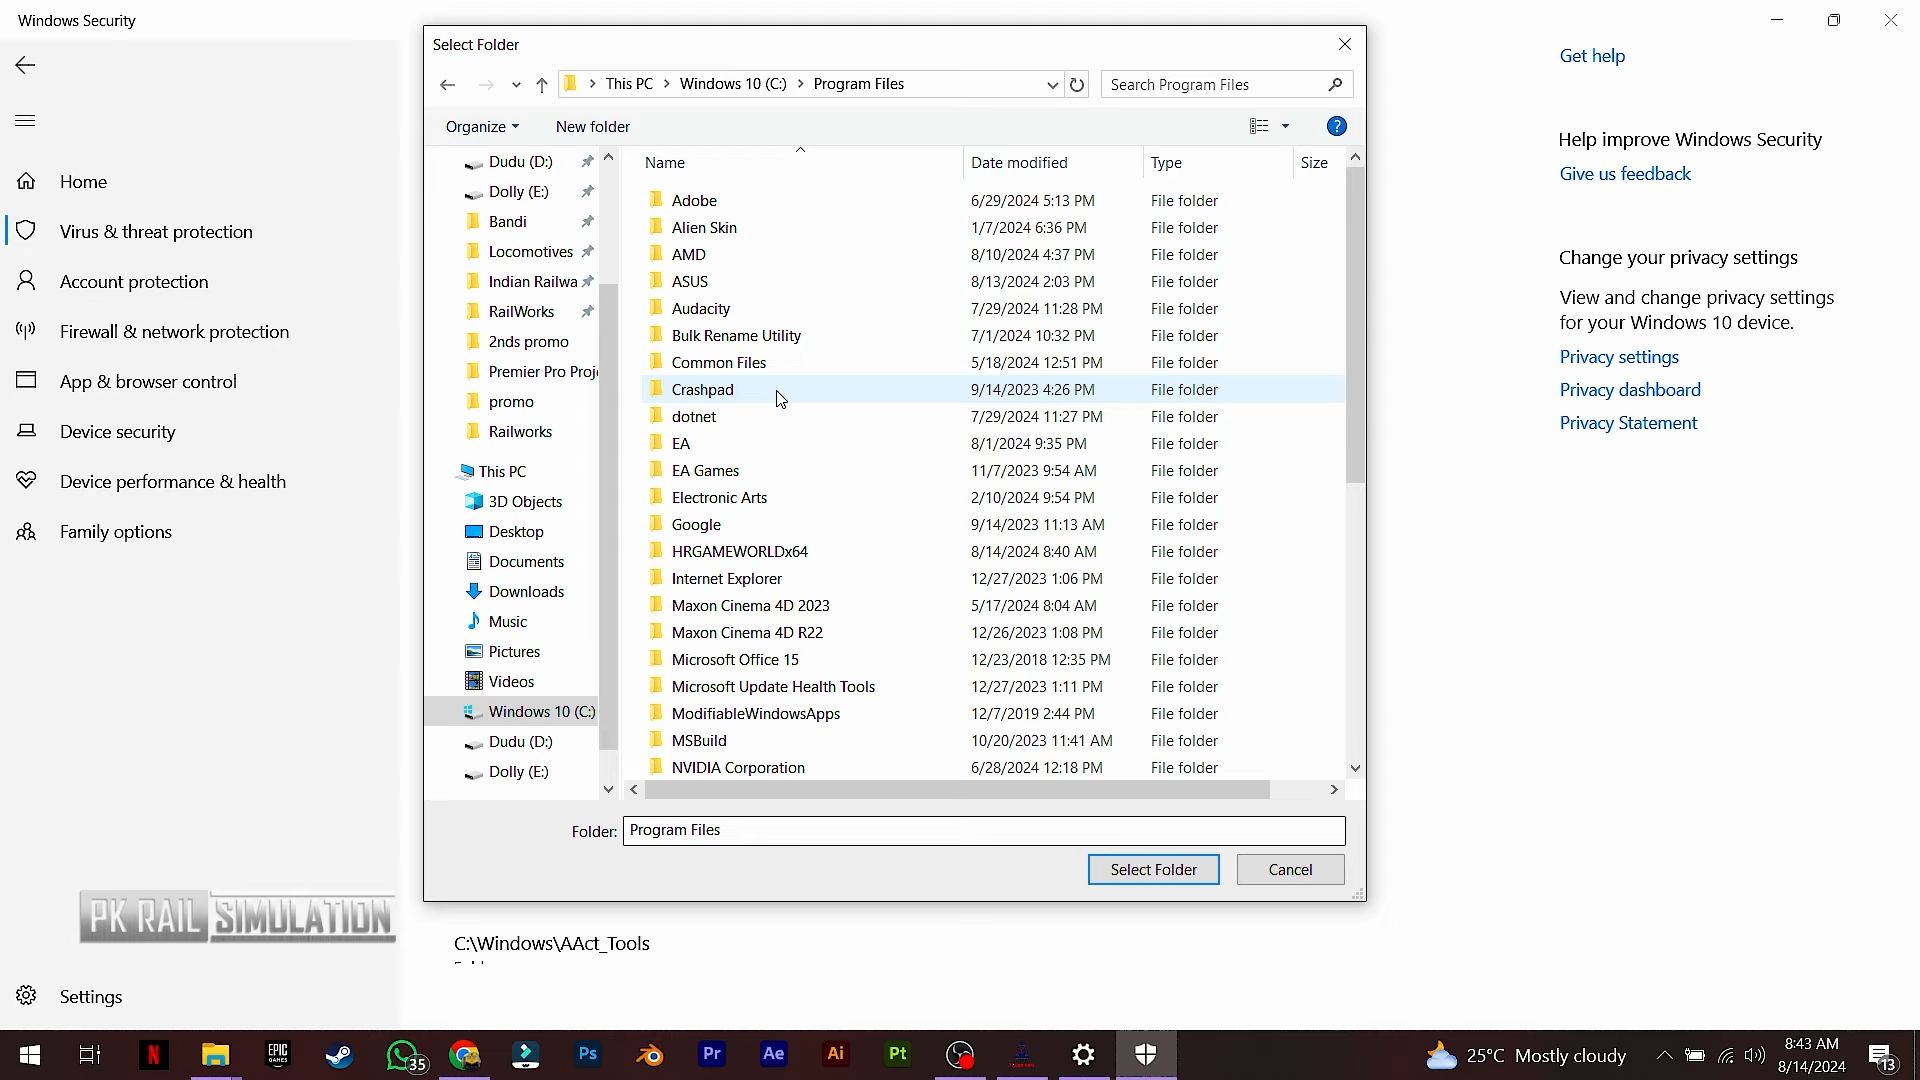 Windows Security
Home
Virus & threat protection
Account protection
Firewall & network protection
App & browser control
Device security
Device performance & health
Family options
PK RAIL SIMULATION
Settings
Select Folder
This PC > Windows 10 (C:) > Program Files
Search Program Files
Organize
New folder
?
Dudu (D:)
Dolly (E:)
Bandi
Locomotives
Indian Railwa
RailWorks
2nds promo
Premier Pro Proj
promo
Railworks
This PC
3D Objects
Desktop
Documents
Downloads
Music
Pictures
Videos
Windows 10 (C:)
Dudu (D:)
Dolly (E:)
Name Date modified Type Size
Adobe 6/29/2024 5:13 PM File folder
Alien Skin 1/7/2024 6:36 PM File folder
AMD 8/10/2024 4:37 PM File folder
ASUS 8/13/2024 2:03 PM File folder
Audacity 7/29/2024 11:28 PM File folder
Bulk Rename Utility 7/1/2024 10:32 PM File folder
Common Files 5/18/2024 12:51 PM File folder
Crashpad 9/14/2023 4:26 PM File folder
dotnet 7/29/2024 11:27 PM File folder
EA 8/1/2024 9:35 PM File folder
EA Games 11/7/2023 9:54 AM File folder
Electronic Arts 2/10/2024 9:54 PM File folder
Google 9/14/2023 11:13 AM File folder
HRGAMEWORLDx64 8/14/2024 8:40 AM File folder
Internet Explorer 12/27/2023 1:06 PM File folder
Maxon Cinema 4D 2023 5/17/2024 8:04 AM File folder
Maxon Cinema 4D R22 12/26/2023 1:08 PM File folder
Microsoft Office 15 12/23/2018 12:35 PM File folder
Microsoft Update Health Tools 12/27/2023 1:11 PM File folder
ModifiableWindowsApps 12/7/2019 2:44 PM File folder
MSBuild 10/20/2023 11:41 AM File folder
NVIDIA Corporation 6/28/2024 12:18 PM File folder
Folder: Program Files
Select Folder
Cancel
C:\Windows\AAct_Tools
Get help
Help improve Windows Security
Give us feedback
Change your privacy settings
View and change privacy settings
for your Windows 10 device.
Privacy settings
Privacy dashboard
Privacy Statement
N
EPIC
GAMES
35
Ps
Pr
Ae
Ai
Pt
25°C Mostly cloudy
8:43 AM
8/14/2024
13